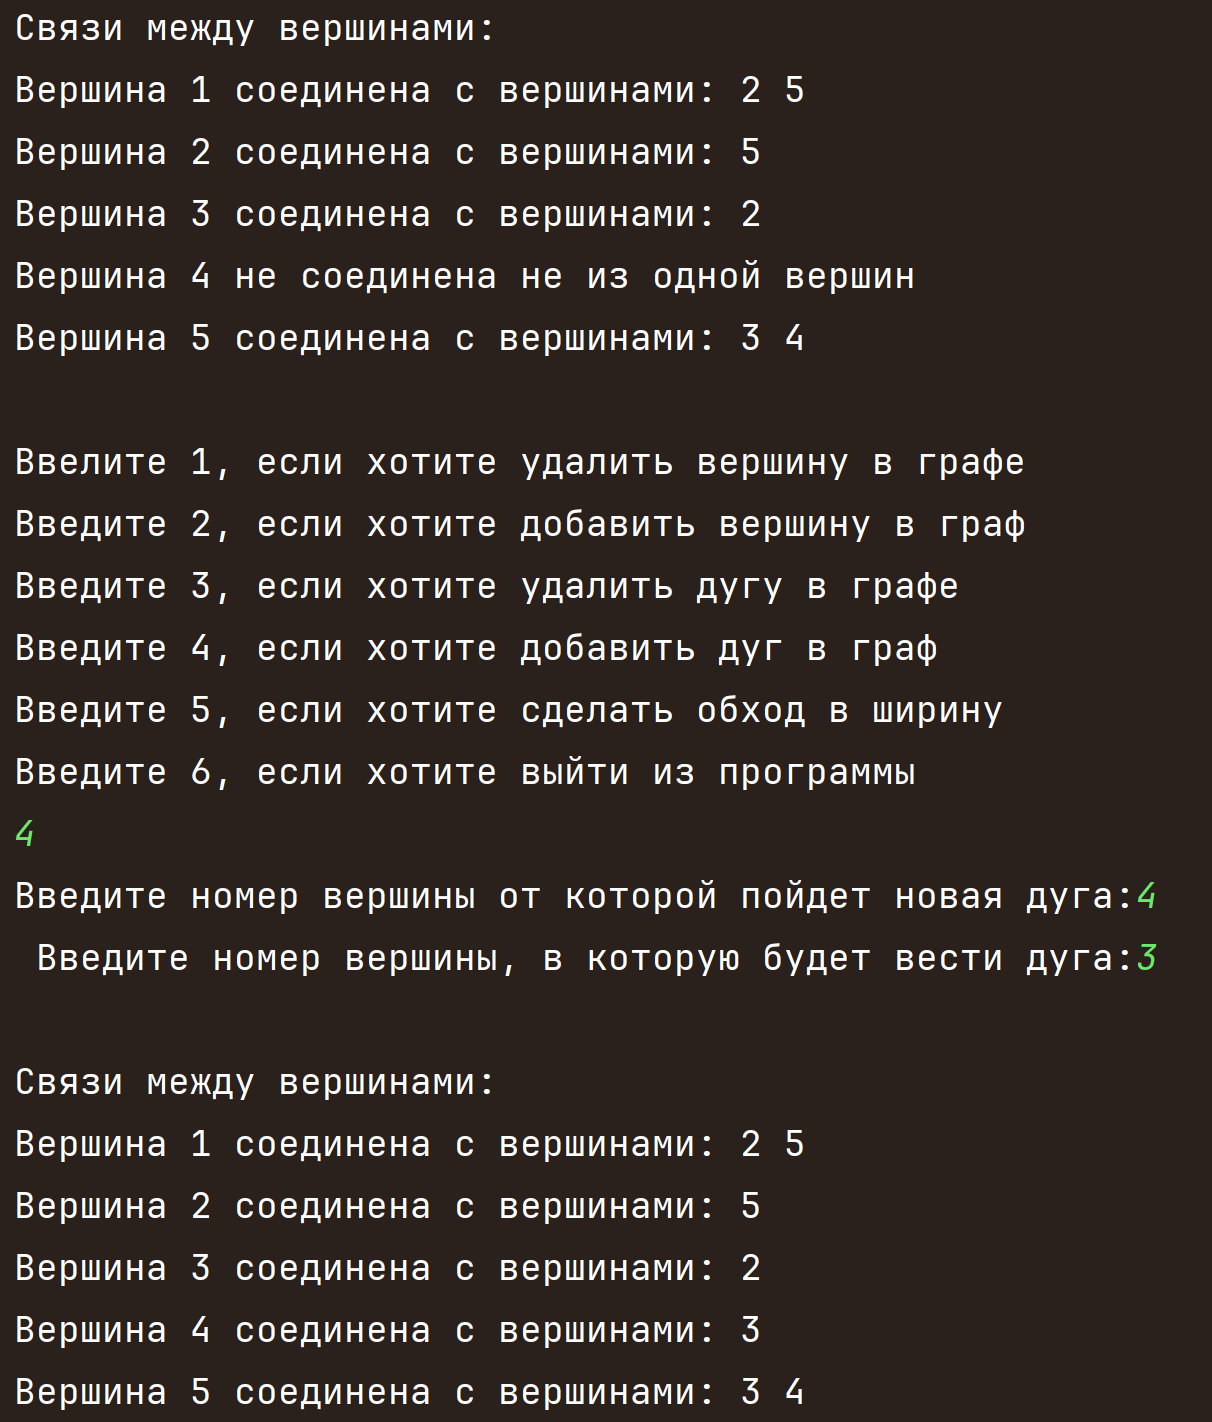 Связи между вершинами:
Вершина 1 соединена с вершинами: 2 5
Вершина 2 соединена с вершинами: 5
Вершина 3 соединена с вершинами: 2
Вершина 4 не соединена не из одной вершин
Вершина 5 соединена с вершинами: 3 4
Ввелите 1, если хотите удалить вершину в графе
Введите 2, если хотите добавить вершину в граф
Введите 3, если хотите удалить дугу в графе
Введите 4, если хотите добавить дуг в граф
Введите 5, если хотите сделать обход в ширину
Введите 6, если хотите выйти из программы
4
Введите номер вершины от которой пойдет новая дуга:4
Введите номер вершины, в которую будет вести дуга:3
Связи между вершинами:
Вершина 1 соединена с вершинами: 2 5
Вершина 2 соединена с вершинами: 5
Вершина 3 соединена с вершинами: 2
Вершина 4 соединена с вершинами: 3
Вершина 5 соединена с вершинами: 3 4